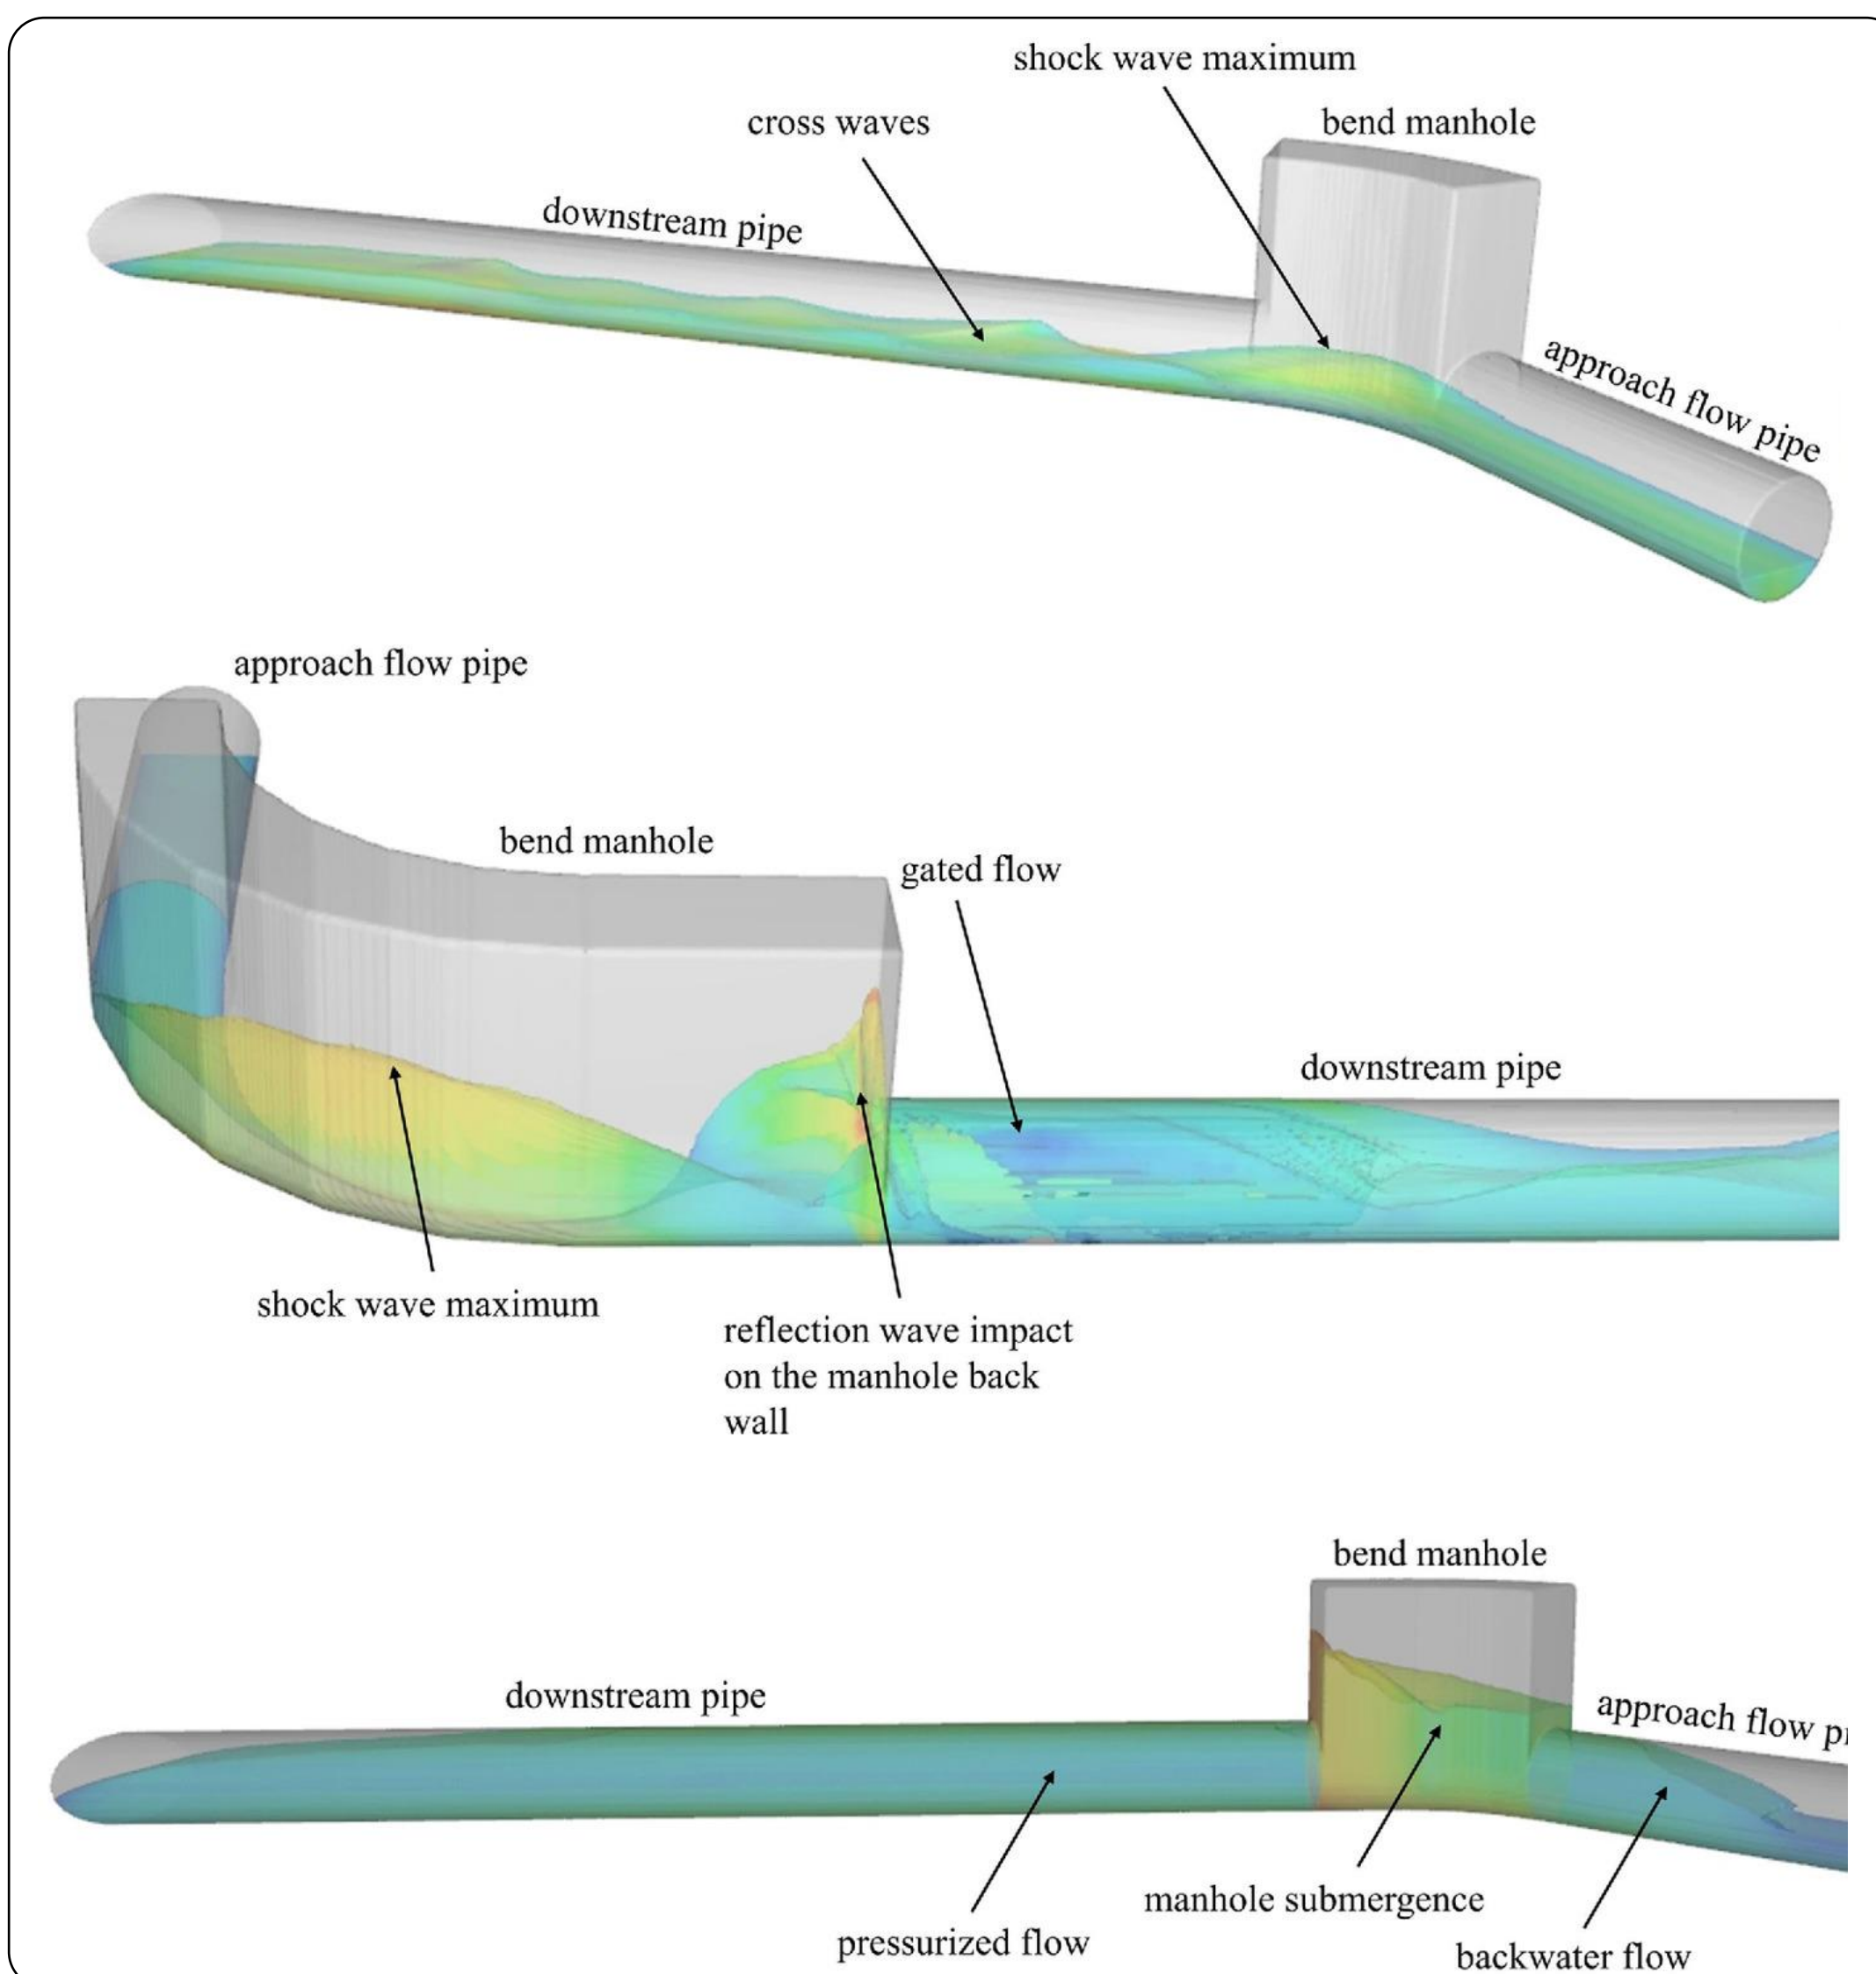 shock wave maximum
cross waves
bend manhole
downstream pipe
approach flow pipe
approach flow pipe
bend manhole
gated flow
downstream pipe
shock wave maximum
reflection wave impact
on the manhole back
wall
bend manhole
downstream pipe
approach flow
manhole submergence
pressurized flow
backwater flow